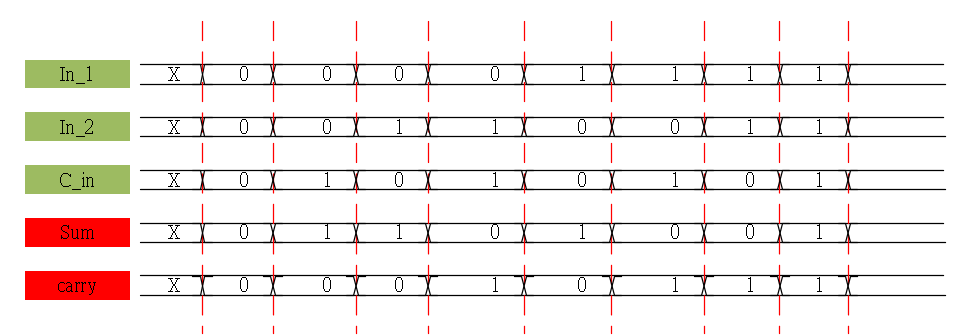 In_1 X 0 0 0 0 1 1 1 1
In_2 X 0 0 1 1 0 0 1 1
C_in X 0 1 0 1 0 1 0 1
Sum X 0 1 1 0 1 0 0 1
carry X 0 0 0 1 0 1 1 1